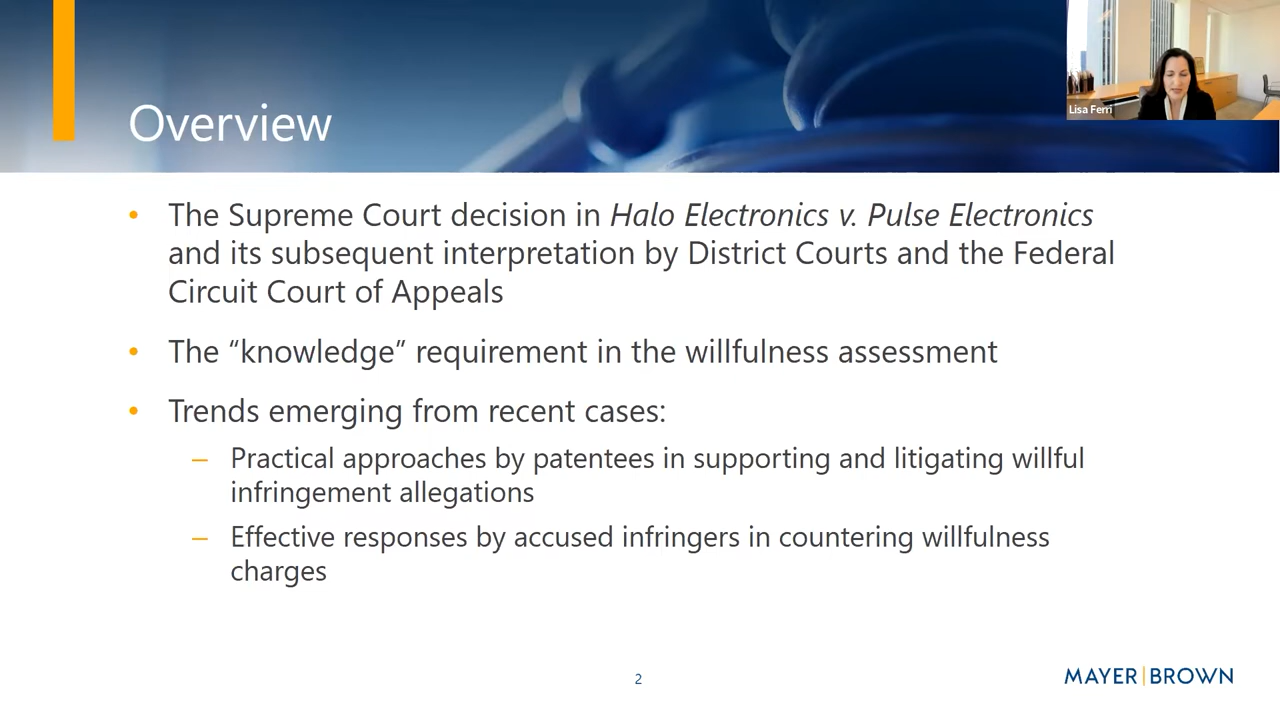 Overview
Lisa Ferri
• The Supreme Court decision in Halo Electronics v. Pulse Electronics
and its subsequent interpretation by District Courts and the Federal
Circuit Court of Appeals
• The “knowledge” requirement in the willfulness assessment
• Trends emerging from recent cases:
– Practical approaches by patentees in supporting and litigating willful
infringement allegations
– Effective responses by accused infringers in countering willfulness
charges
2
MAYER|BROWN